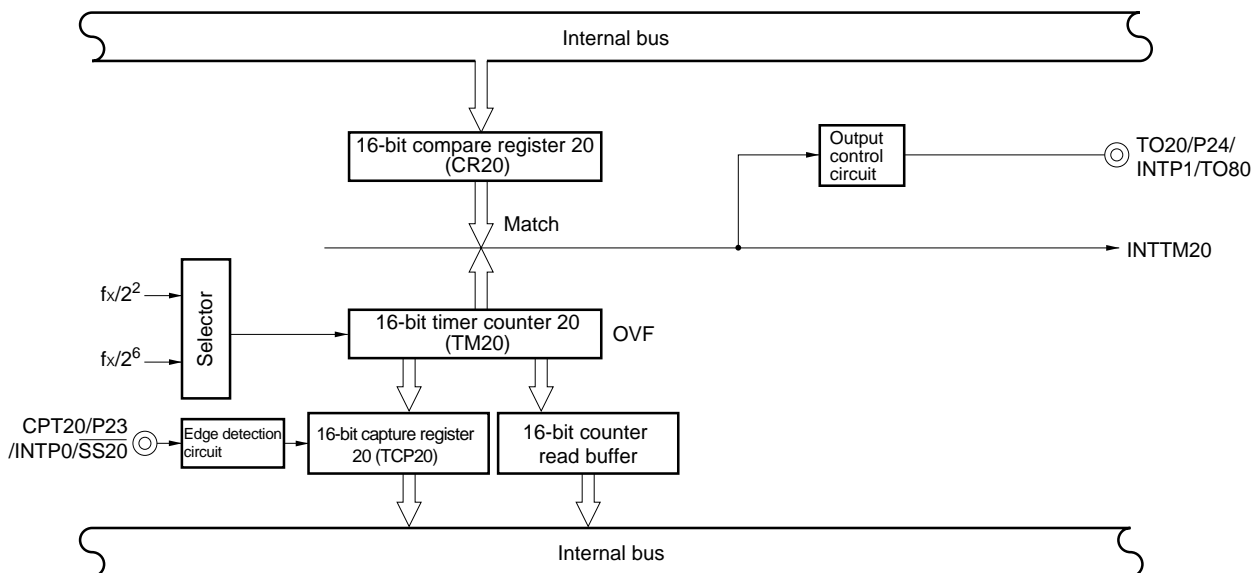 Internal bus
16-bit compare register 20
(CR20)
Output
control
circuit
TO20/P24/
INTP1/TO80
Match
INTTM20
fX/2²
fX/2⁶
Selector
16-bit timer counter 20
(TM20)
OVF
CPT20/P23
/INTP0/S̅S̅2̅0̅
Edge detection
circuit
16-bit capture register
20 (TCP20)
16-bit counter
read buffer
Internal bus